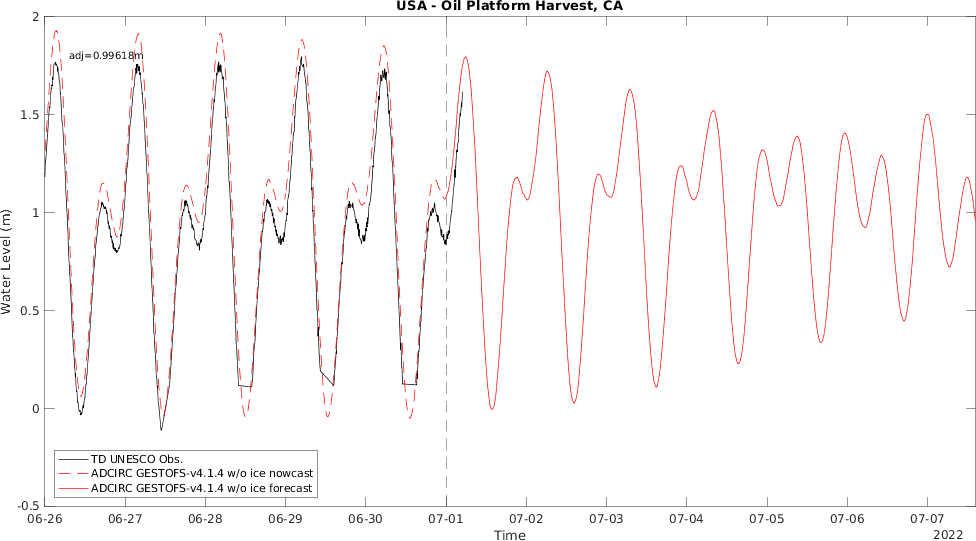 USA - Oil Platform Harvest, CA
2
adj=0.99618m
1.5
1
Water Level (m)
0.5
0
-0.5
TD UNESCO Obs.
ADCIRC GESTOFS-v4.1.4 w/o ice nowcast
ADCIRC GESTOFS-v4.1.4 w/o ice forecast
06-26 06-27 06-28 06-29 06-30 07-01 07-02 07-03 07-04 07-05 07-06 07-07
Time
2022